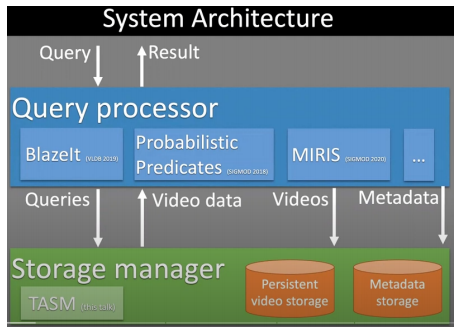 System Architecture
Query
Result
Query processor
BlazeIt (VLDB 2019)
Probabilistic
Predicates (SIGMOD 2018)
MIRIS (SIGMOD 2020)
...
Queries
Video data
Videos
Metadata
Storage manager
TASM (this talk)
Persistent
video storage
Metadata
storage